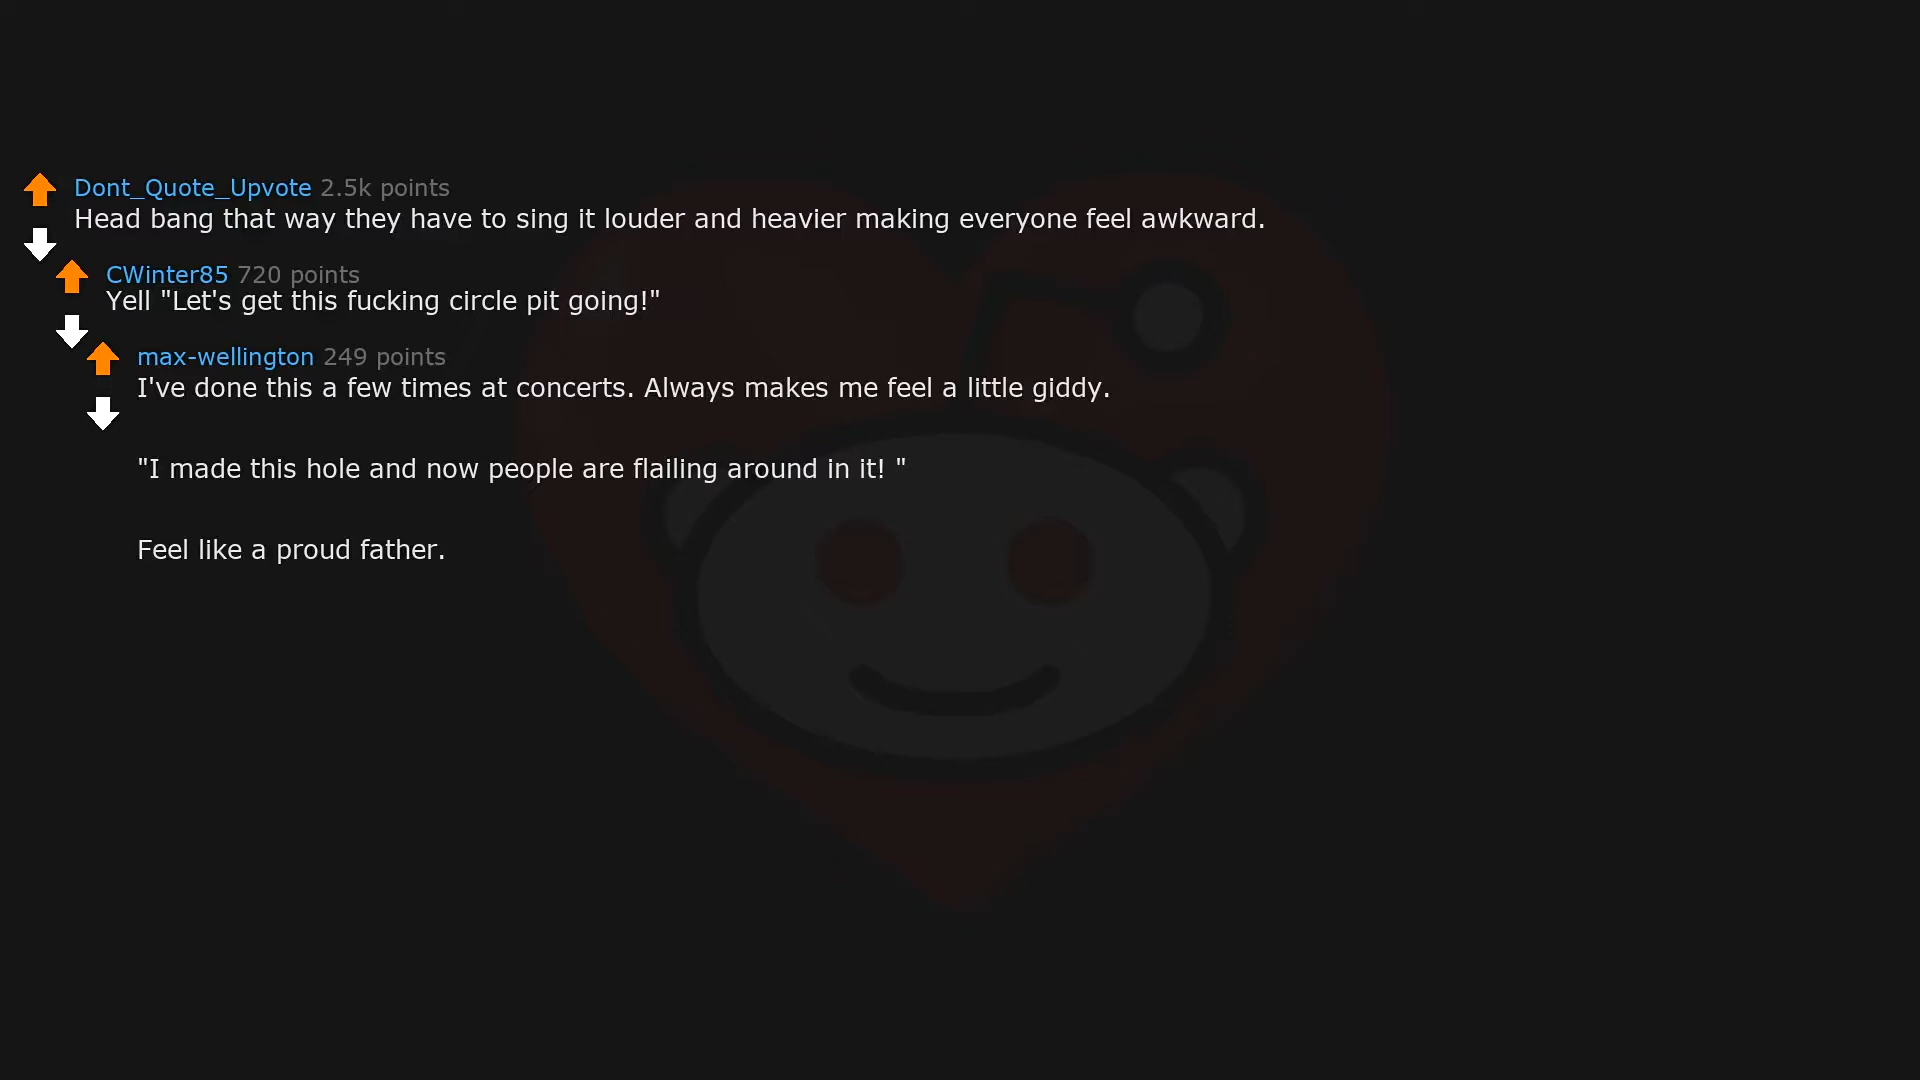 Dont_Quote_Upvote 2.5k points
Head bang that way they have to sing it louder and heavier making everyone feel awkward.
CWinter85 720 points
Yell "Let's get this fucking circle pit going!"
max-wellington 249 points
I've done this a few times at concerts. Always makes me feel a little giddy.
"I made this hole and now people are flailing around in it! "
Feel like a proud father.